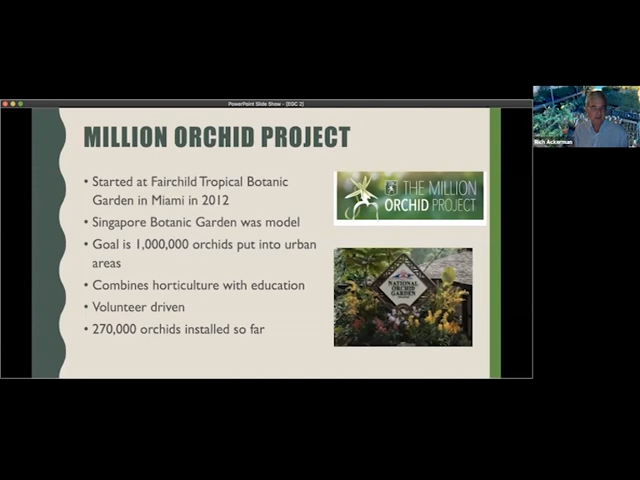 PowerPoint Slide Show - [EGC 2]
MILLION ORCHID PROJECT
• Started at Fairchild Tropical Botanic
Garden in Miami in 2012
• Singapore Botanic Garden was model
• Goal is 1,000,000 orchids put into urban
areas
• Combines horticulture with education
• Volunteer driven
• 270,000 orchids installed so far
THE MILLION
ORCHID PROJECT
NATIONAL
ORCHID
GARDEN
Rich Ackerman